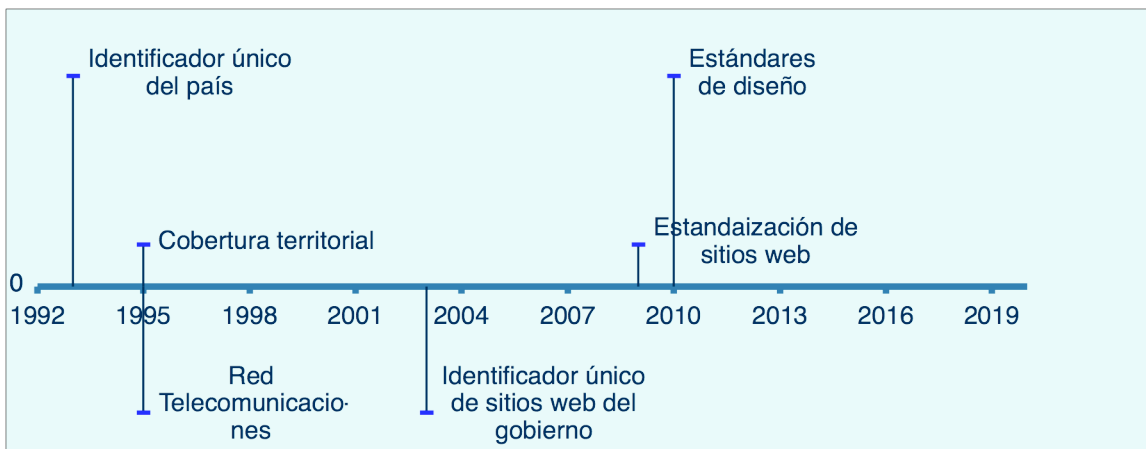 Identificador único
del país
Estándares
de diseño
Cobertura territorial
Estandaización de
sitios web
0
1992 1995 1998 2001 2004 2007 2010 2013 2016 2019
Red
Telecomunicacio-
nes
Identificador único
de sitios web del
gobierno